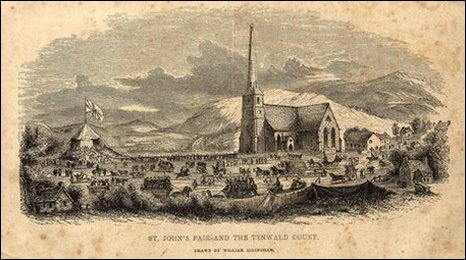 ST. JOHN'S FAIR AND THE TYNWALD COURT.
DRAWN BY WILLIAM ALLINGHAM.